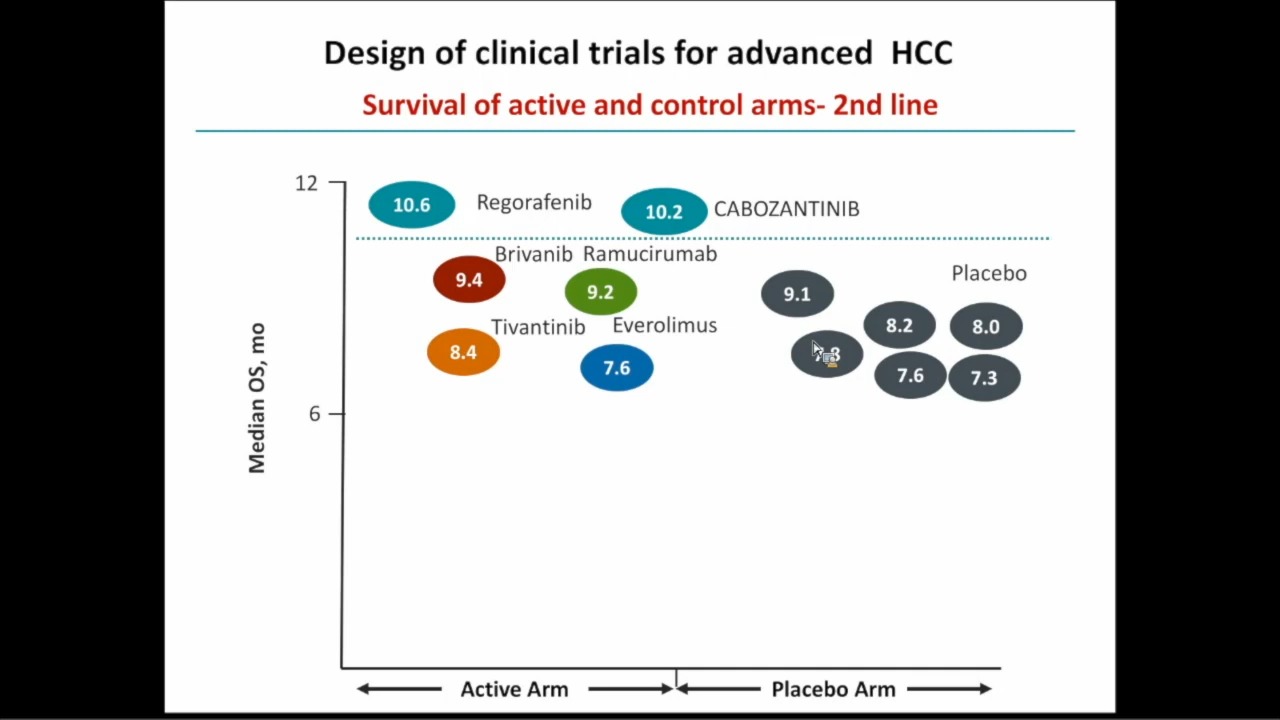 Design of clinical trials for advanced HCC
Survival of active and control arms- 2nd line
12
10.6
Regorafenib
10.2
CABOZANTINIB
Brivanib
Ramucirumab
9.4
9.2
9.1
Placebo
Tivantinib
Everolimus
8.2
8.0
8.4
7.6
7.6
7.3
6
Median OS, mo
Active Arm
Placebo Arm